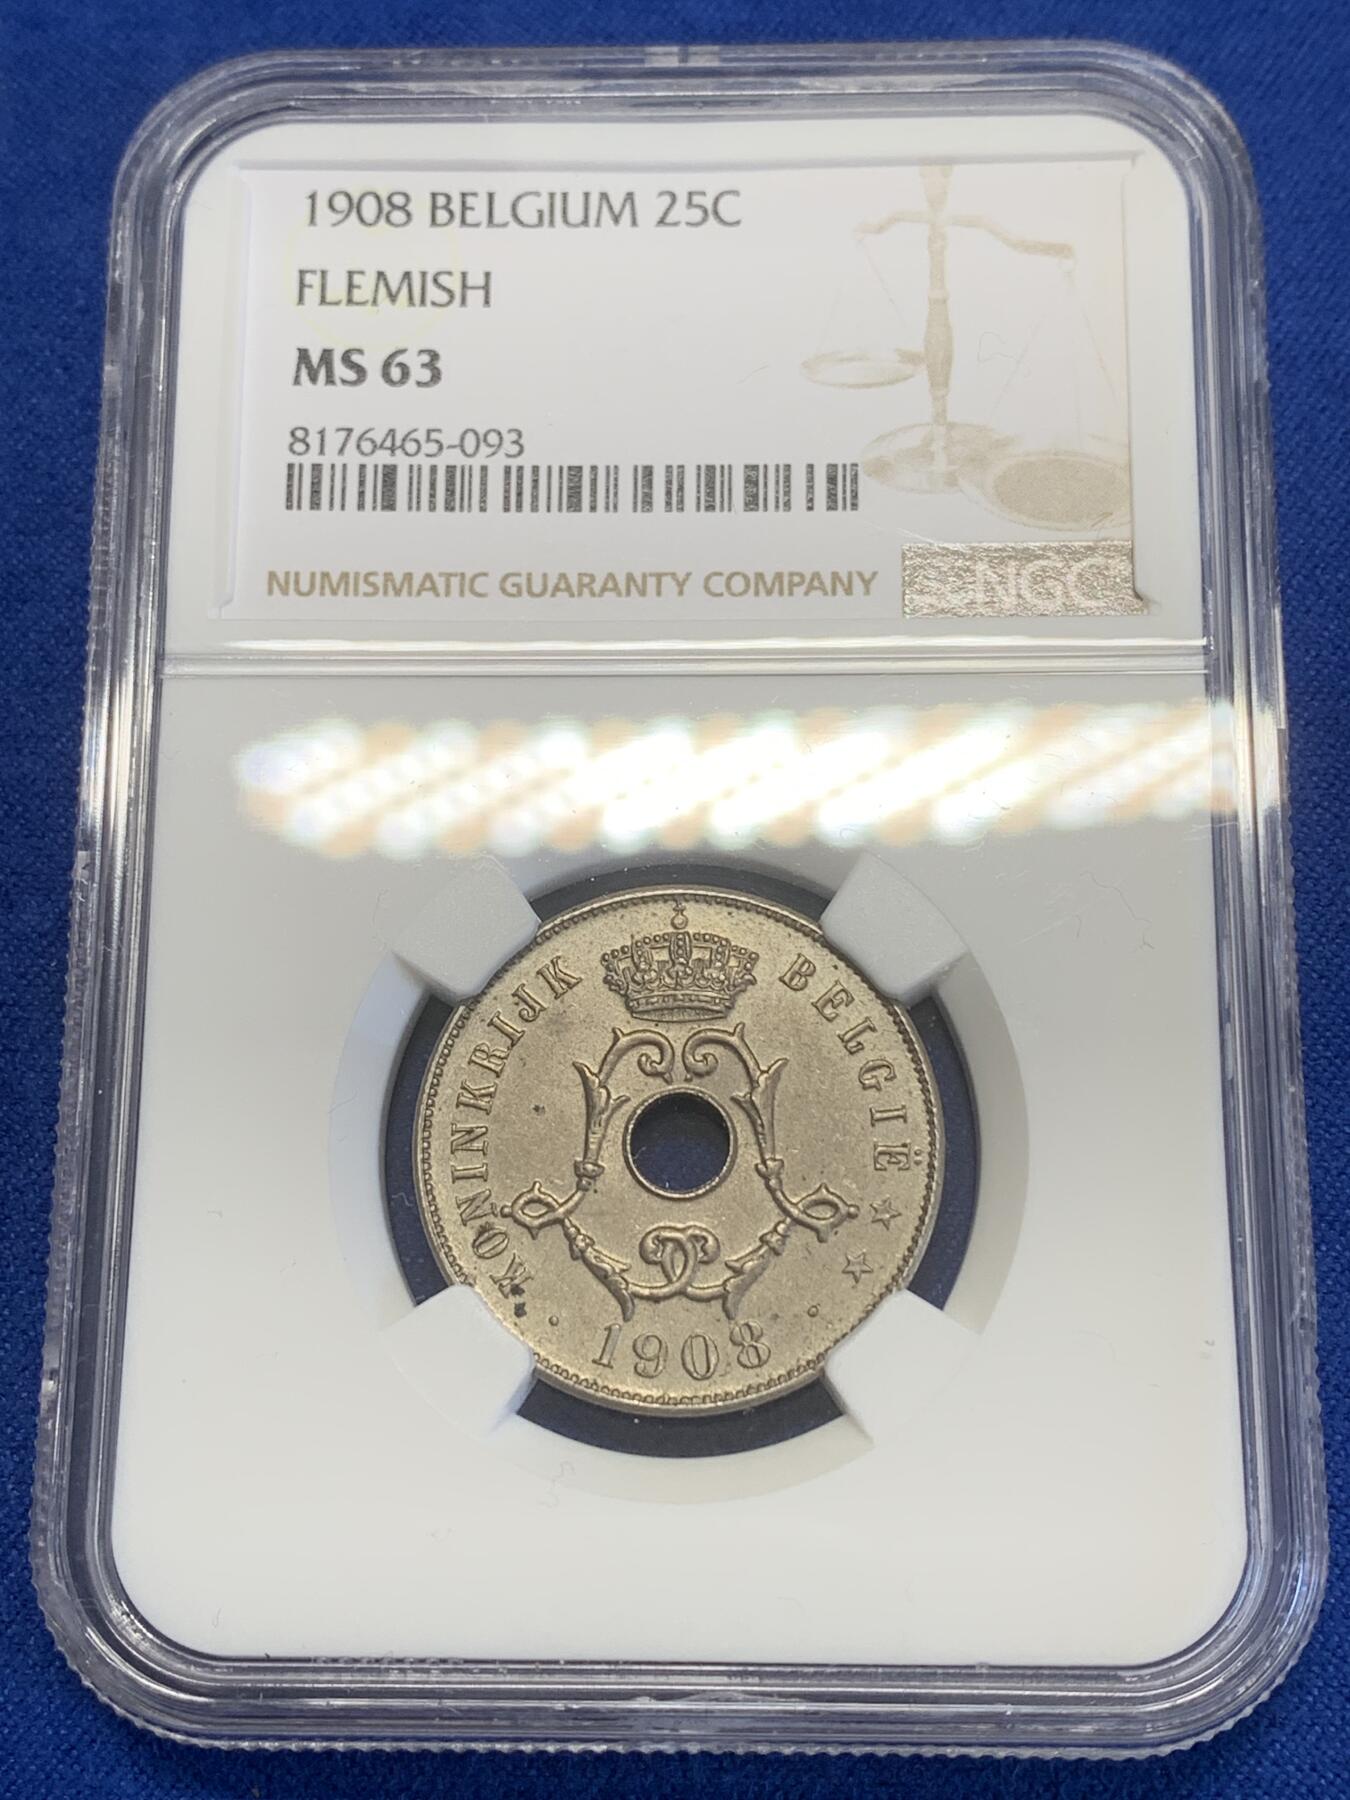 1908 BELGIUM 25C
FLEMISH
MS 63
8176465-093
NUMISMATIC GUARANTY COMPANY
NGC
KONINKRIJK BELGIË
1908